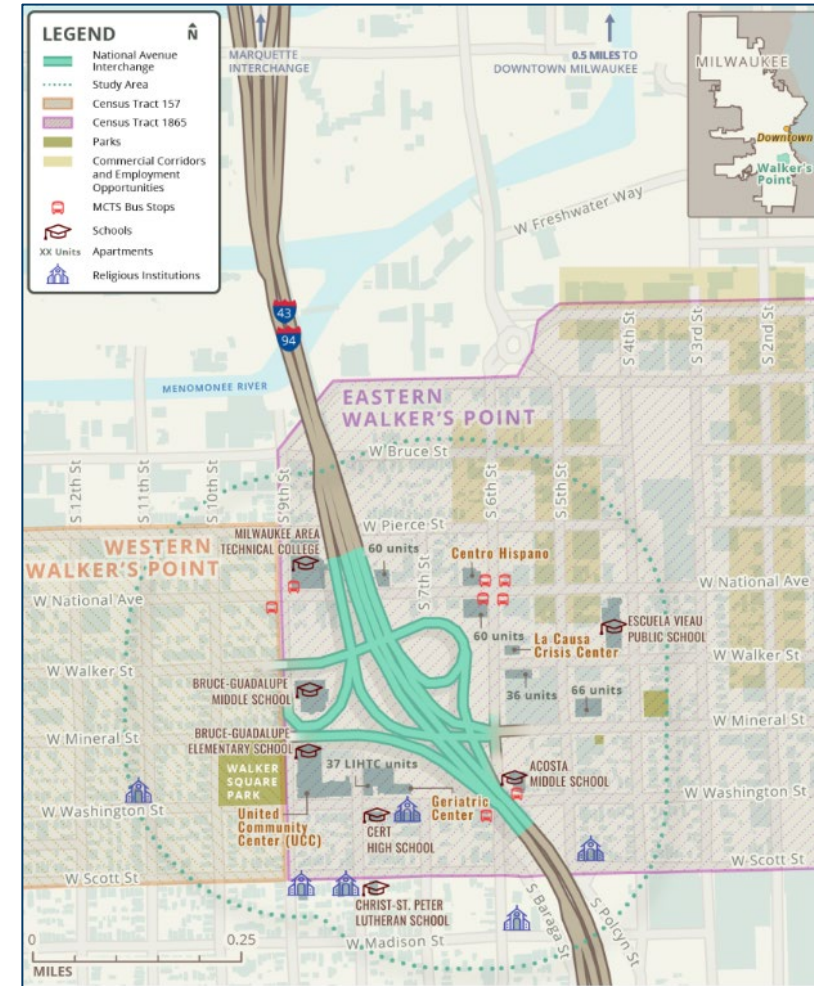 LEGEND
N
National Avenue
Interchange
Study Area
Census Tract 157
Census Tract 1865
Parks
Commercial Corridors
and Employment
Opportunities
MCTS Bus Stops
Schools
XX Units Apartments
Religious Institutions
MARQUETTE
INTERCHANGE
0.5 MILES TO
DOWNTOWN MILWAUKEE
MILWAUKEE
Downtown
Walker's
Point
W Freshwater Way
43
94
MENOMONEE RIVER
S 4th St
S 3rd St
S 2nd St
EASTERN
WALKER'S POINT
W Bruce St
S 12th St
S 11th St
S 10th St
S 9th St
S 6th St
S 5th St
W Pierce St
WESTERN
WALKER'S POINT
MILWAUKEE AREA
TECHNICAL COLLEGE
60 units
S 7th St
Centro Hispano
W National Ave
W National Ave
60 units
ESCUELA VIEAU
PUBLIC SCHOOL
La Causa
Crisis Center
W Walker St
W Walker St
BRUCE-GUADALUPE
MIDDLE SCHOOL
36 units
66 units
W Mineral St
W Mineral St
BRUCE-GUADALUPE
ELEMENTARY SCHOOL
WALKER
SQUARE
PARK
37 LIHTC units
ACOSTA
MIDDLE SCHOOL
W Washington St
W Washington St
United
Community
Center (UCC)
Geriatric
Center
CERT
HIGH SCHOOL
W Scott St
W Scott St
CHRIST-ST. PETER
LUTHERAN SCHOOL
S Baraga St
S Polcyn St
W Madison St
0 0.25
MILES